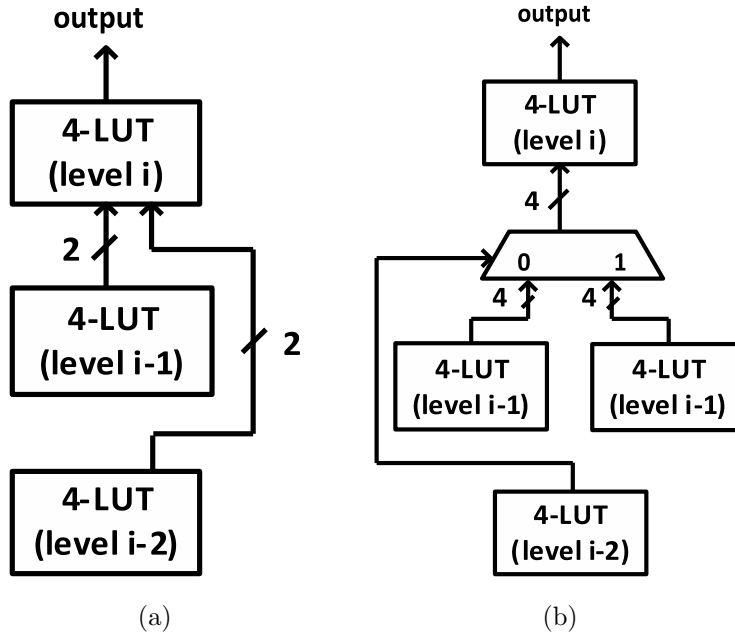 output
4-LUT
(level i)
2
4-LUT
(level i-1)
2
4-LUT
(level i-2)
(a)
output
4-LUT
(level i)
4
0 1
4 4
4-LUT
(level i-1)
4-LUT
(level i-1)
4-LUT
(level i-2)
(b)